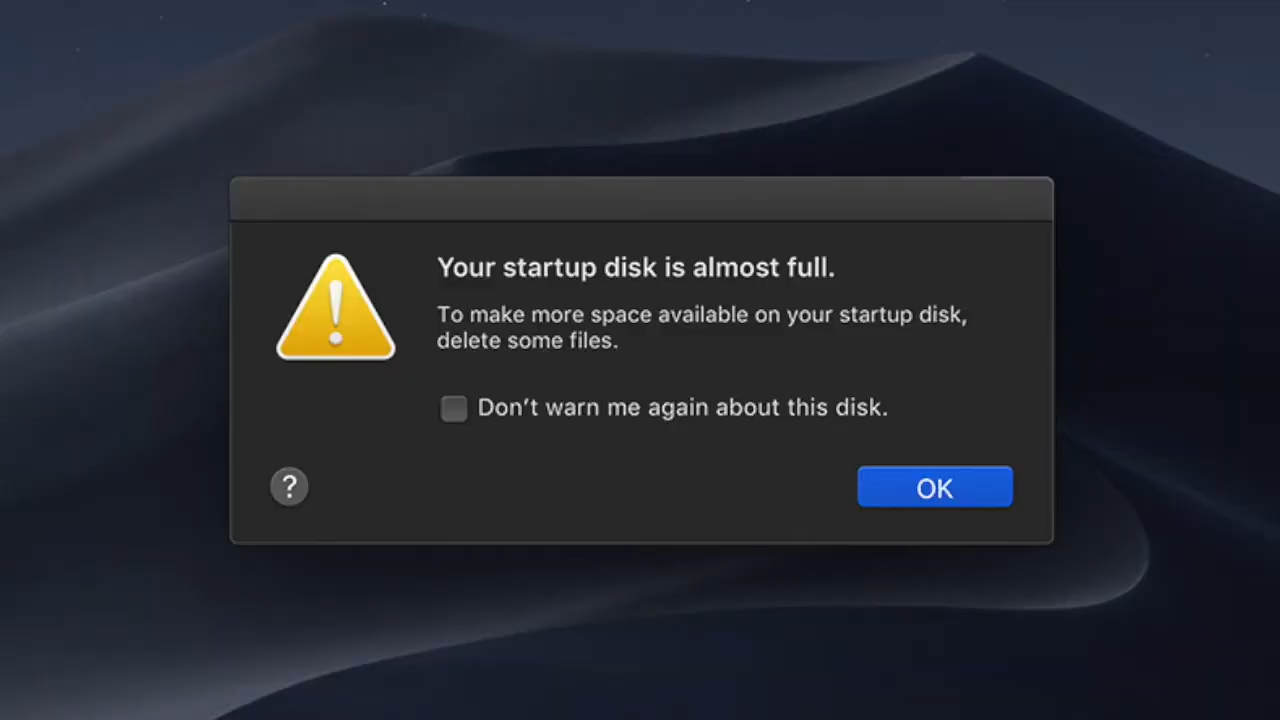 Your startup disk is almost full.
To make more space available on your startup disk,
delete some files.
Don’t warn me again about this disk.
?
OK